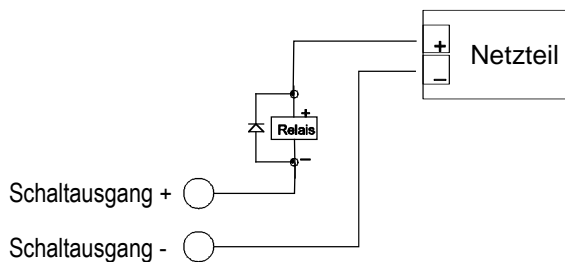 +
Netzteil
−
+
Relais
−
Schaltausgang +
Schaltausgang -